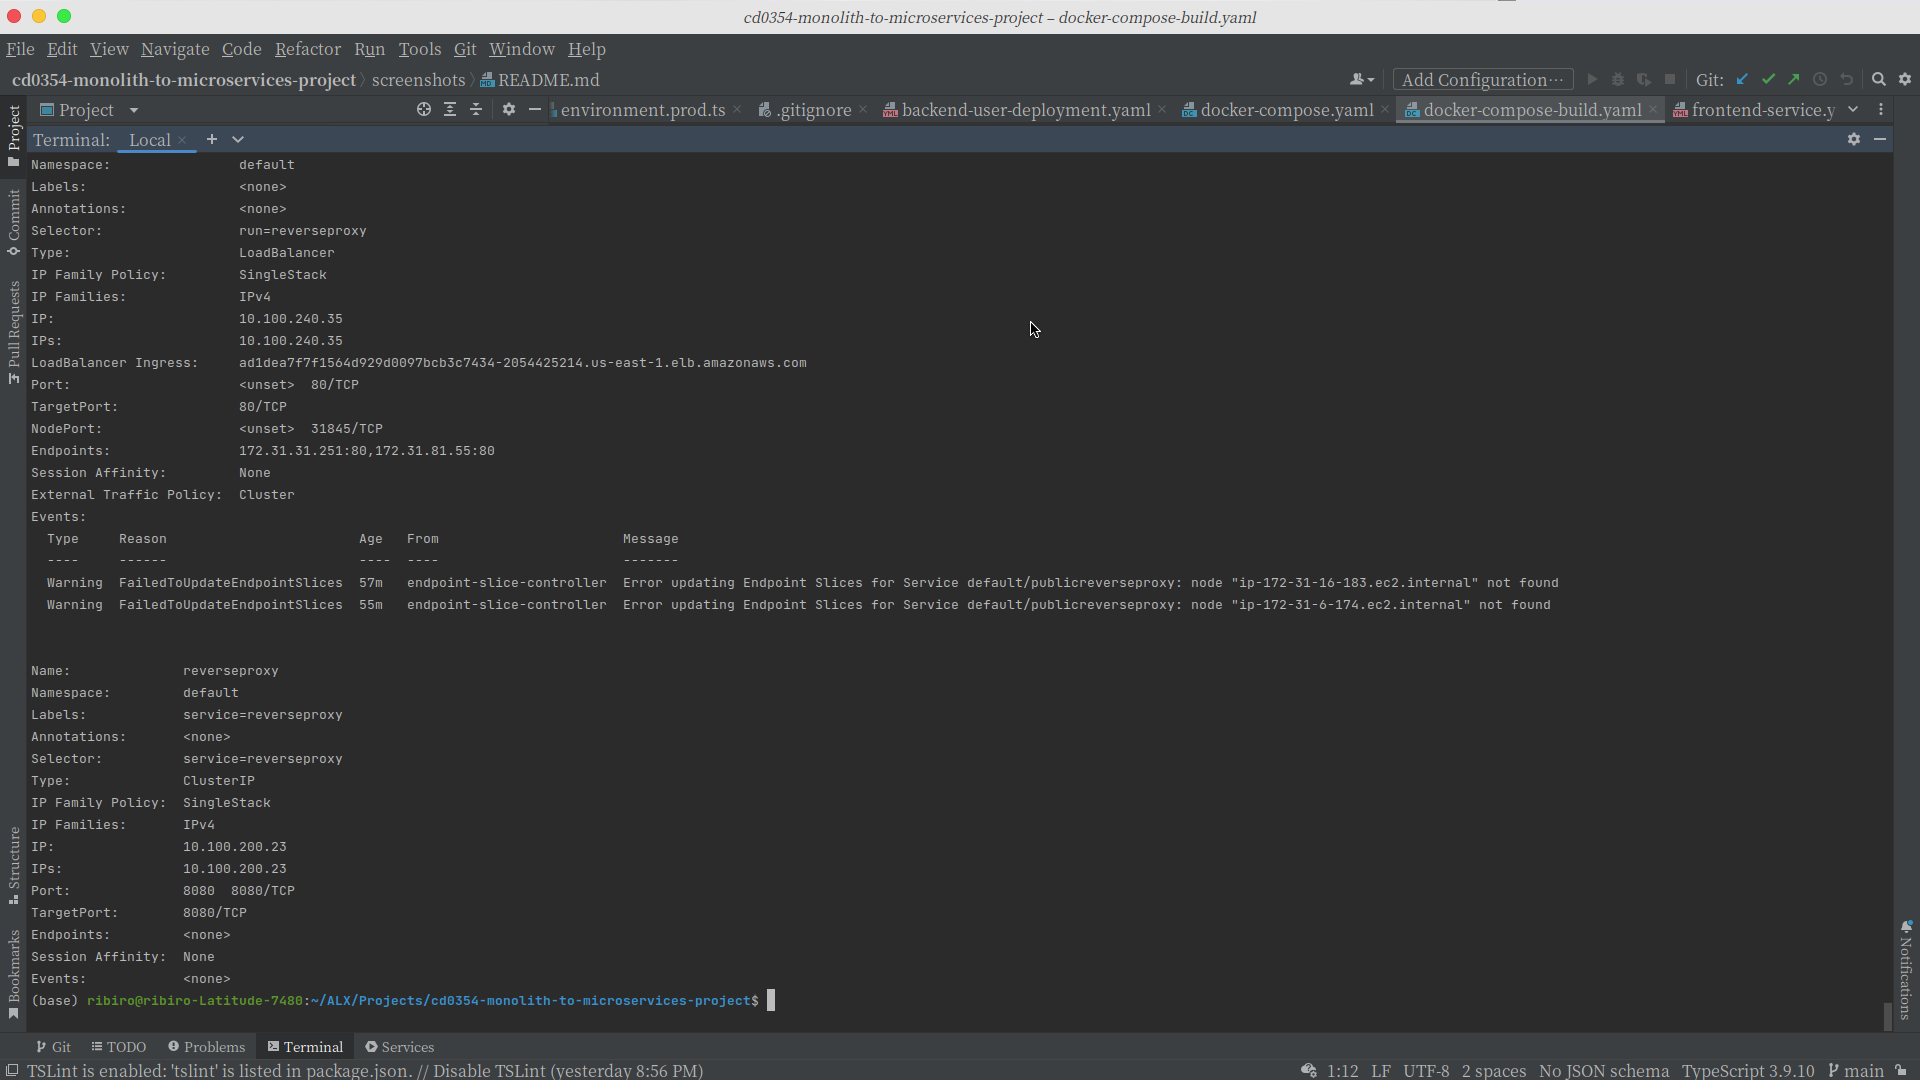 cd0354-monolith-to-microservices-project – docker-compose-build.yaml
File Edit View Navigate Code Refactor Run Tools Git Window Help
cd0354-monolith-to-microservices-project screenshots README.md Add Configuration... Git:
Project environment.prod.ts .gitignore backend-user-deployment.yaml docker-compose.yaml docker-compose-build.yaml frontend-service.y
Terminal: Local
Namespace: default
Labels: <none>
Annotations: <none>
Selector: run=reverseproxy
Type: LoadBalancer
IP Family Policy: SingleStack
IP Families: IPv4
IP: 10.100.240.35
IPs: 10.100.240.35
LoadBalancer Ingress: ad1dea7f7f1564d929d0097bcb3c7434-2054425214.us-east-1.elb.amazonaws.com
Port: <unset> 80/TCP
TargetPort: 80/TCP
NodePort: <unset> 31845/TCP
Endpoints: 172.31.31.251:80,172.31.81.55:80
Session Affinity: None
External Traffic Policy: Cluster
Events:
Type Reason Age From Message
---- ------ ---- ---- -------
Warning FailedToUpdateEndpointSlices 57m endpoint-slice-controller Error updating Endpoint Slices for Service default/publicreverseproxy: node "ip-172-31-16-183.ec2.internal" not found
Warning FailedToUpdateEndpointSlices 55m endpoint-slice-controller Error updating Endpoint Slices for Service default/publicreverseproxy: node "ip-172-31-6-174.ec2.internal" not found
Name: reverseproxy
Namespace: default
Labels: service=reverseproxy
Annotations: <none>
Selector: service=reverseproxy
Type: ClusterIP
IP Family Policy: SingleStack
IP Families: IPv4
IP: 10.100.200.23
IPs: 10.100.200.23
Port: 8080 8080/TCP
TargetPort: 8080/TCP
Endpoints: <none>
Session Affinity: None
Events: <none>
(base) ribiro@ribiro-Latitude-7480:~/ALX/Projects/cd0354-monolith-to-microservices-project$
Project
Commit
Pull Requests
Structure
Bookmarks
Notifications
Git TODO Problems Terminal Services
TSLint is enabled: 'tslint' is listed in package.json. // Disable TSLint (yesterday 8:56 PM) 1:12 LF UTF-8 2 spaces No JSON schema TypeScript 3.9.10 main